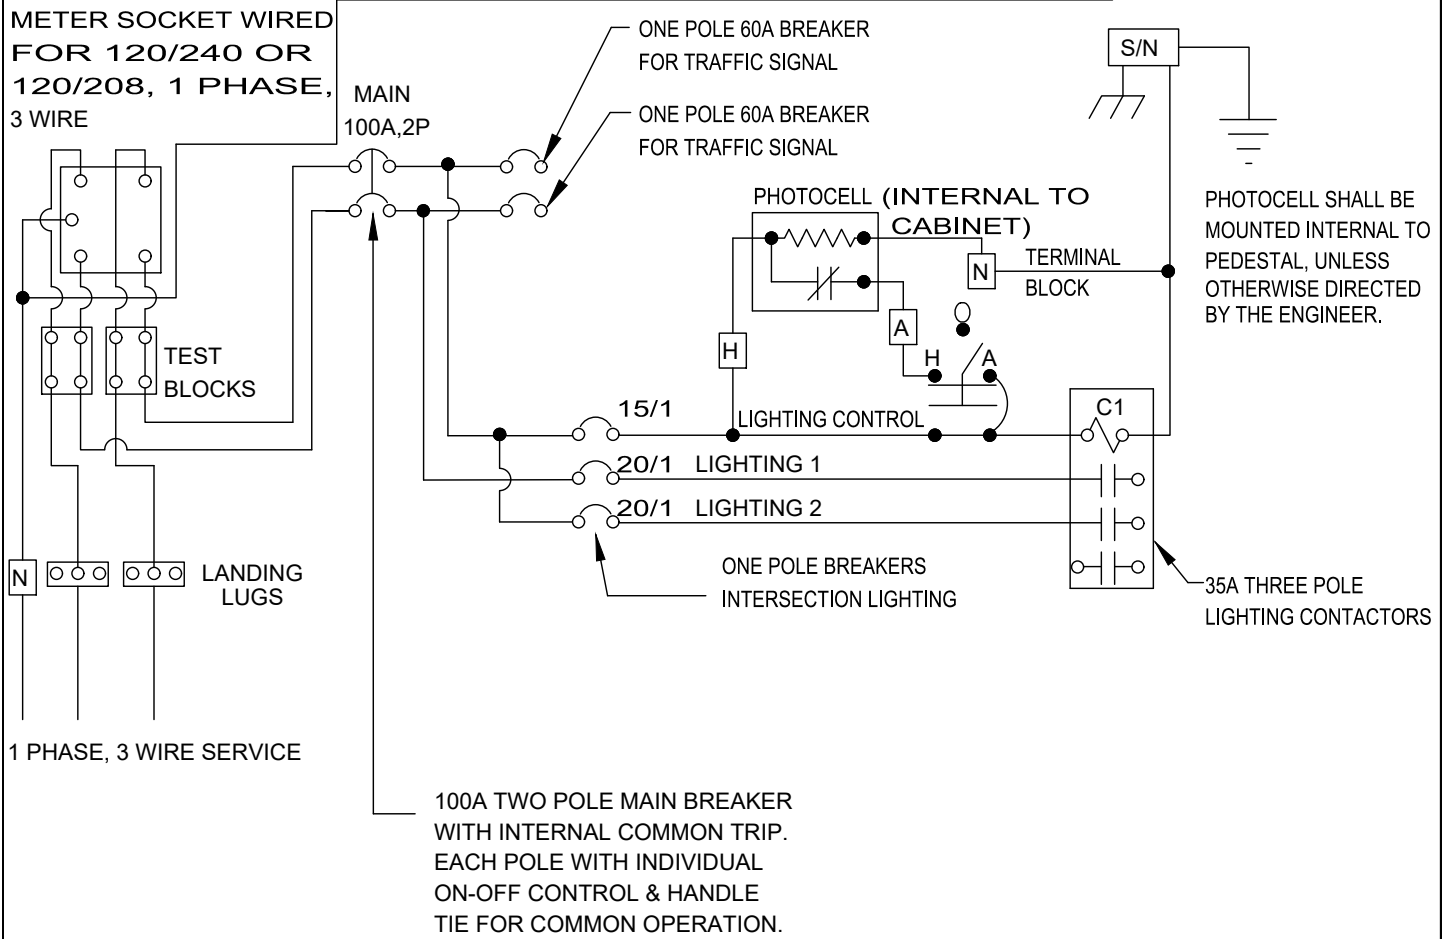 METER SOCKET WIRED
FOR 120/240 OR
120/208, 1 PHASE,
3 WIRE
MAIN
100A,2P
ONE POLE 60A BREAKER
FOR TRAFFIC SIGNAL
ONE POLE 60A BREAKER
FOR TRAFFIC SIGNAL
S/N
PHOTOCELL (INTERNAL TO
CABINET)
PHOTOCELL SHALL BE
MOUNTED INTERNAL TO
PEDESTAL, UNLESS
OTHERWISE DIRECTED
BY THE ENGINEER.
N
TERMINAL
BLOCK
A
H
H A
TEST
BLOCKS
15/1
LIGHTING CONTROL
C1
20/1 LIGHTING 1
20/1 LIGHTING 2
N
LANDING
LUGS
ONE POLE BREAKERS
INTERSECTION LIGHTING
35A THREE POLE
LIGHTING CONTACTORS
1 PHASE, 3 WIRE SERVICE
100A TWO POLE MAIN BREAKER
WITH INTERNAL COMMON TRIP.
EACH POLE WITH INDIVIDUAL
ON-OFF CONTROL & HANDLE
TIE FOR COMMON OPERATION.